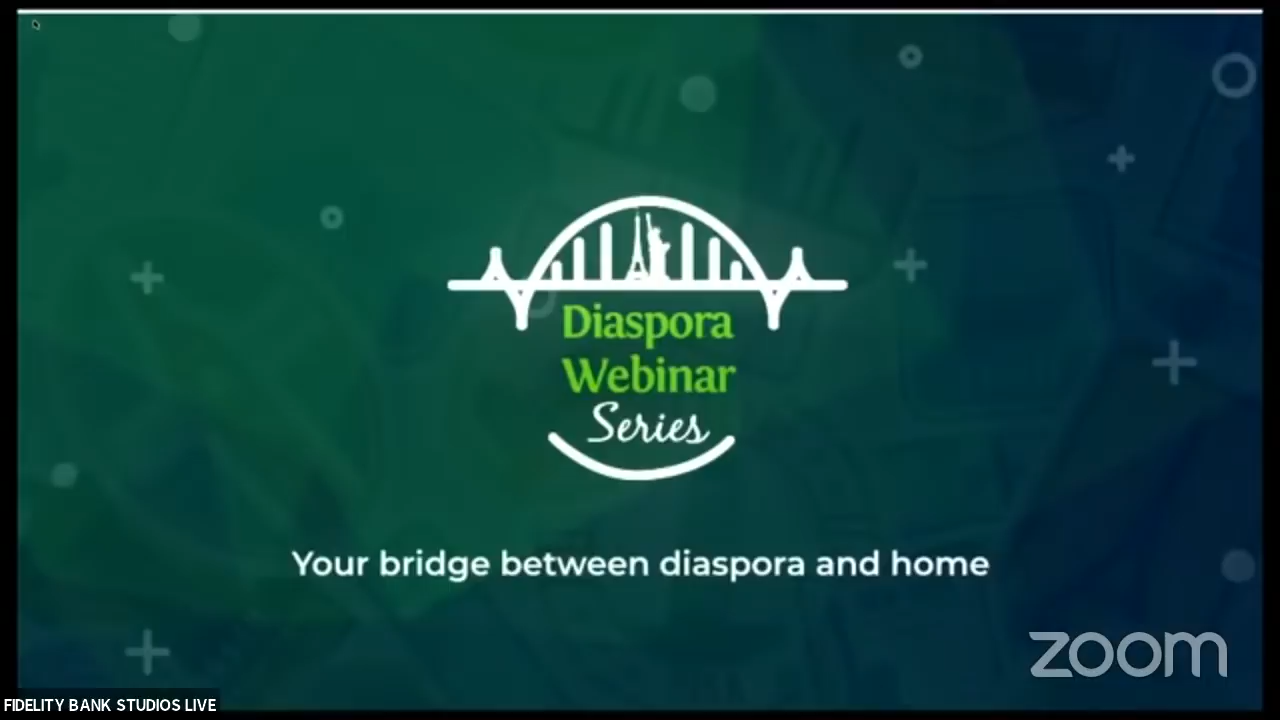 Diaspora
Webinar
Series
Your bridge between diaspora and home
zoom
FIDELITY BANK STUDIOS LIVE